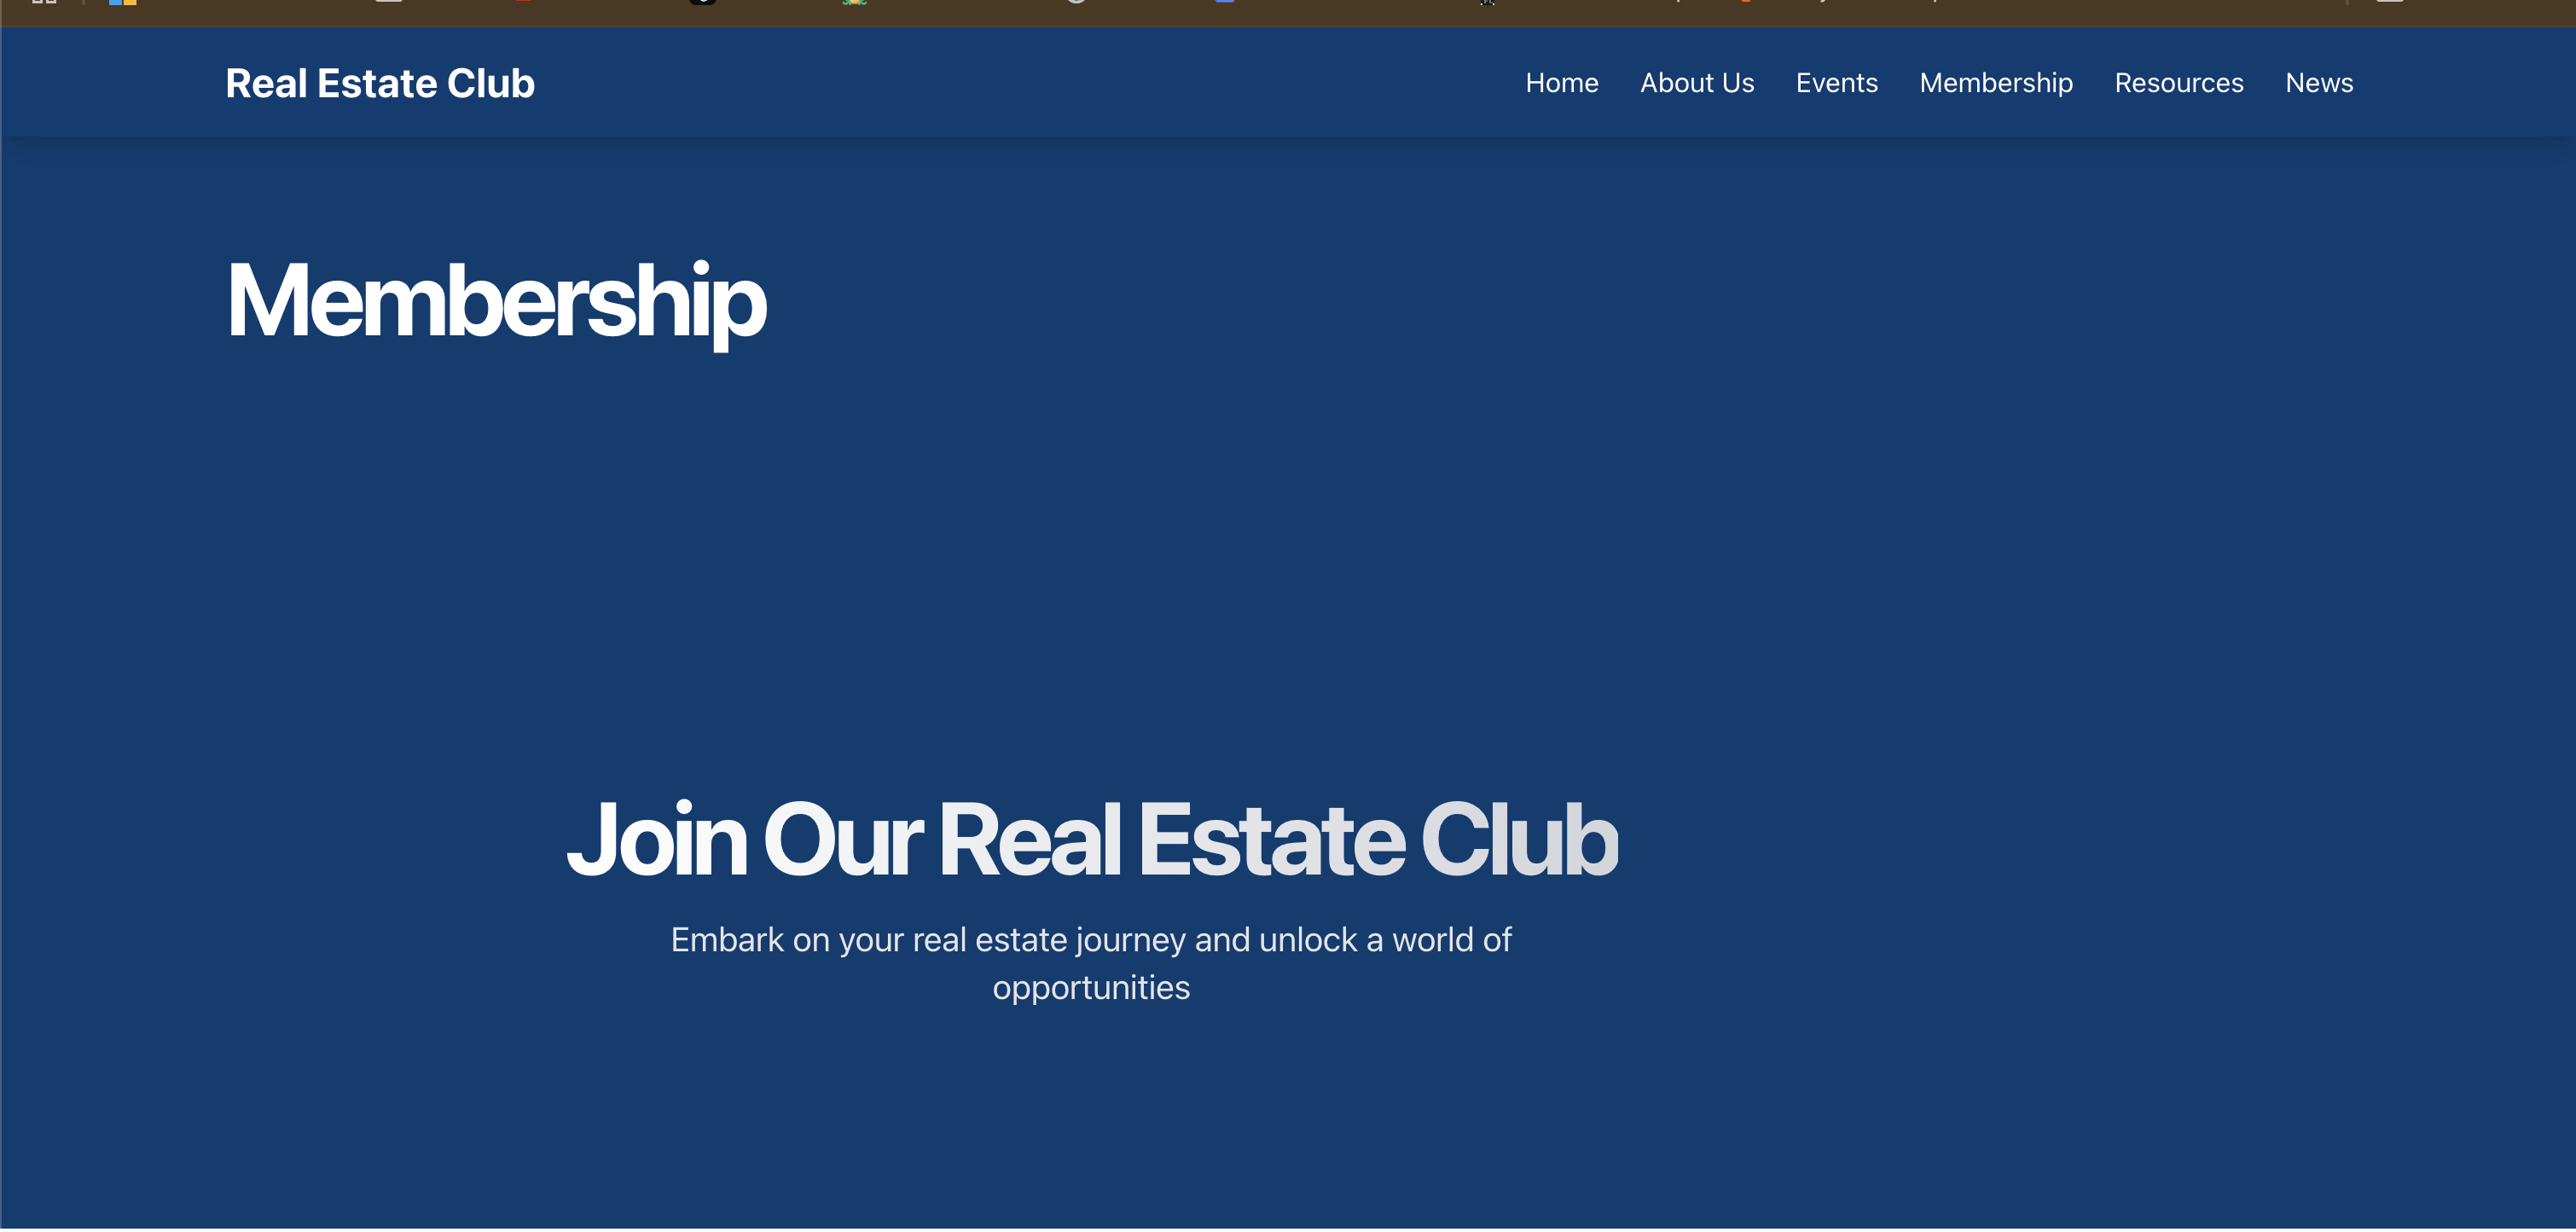 Real Estate Club
Home About Us Events Membership Resources News
Membership
Join Our Real Estate Club
Embark on your real estate journey and unlock a world of
opportunities